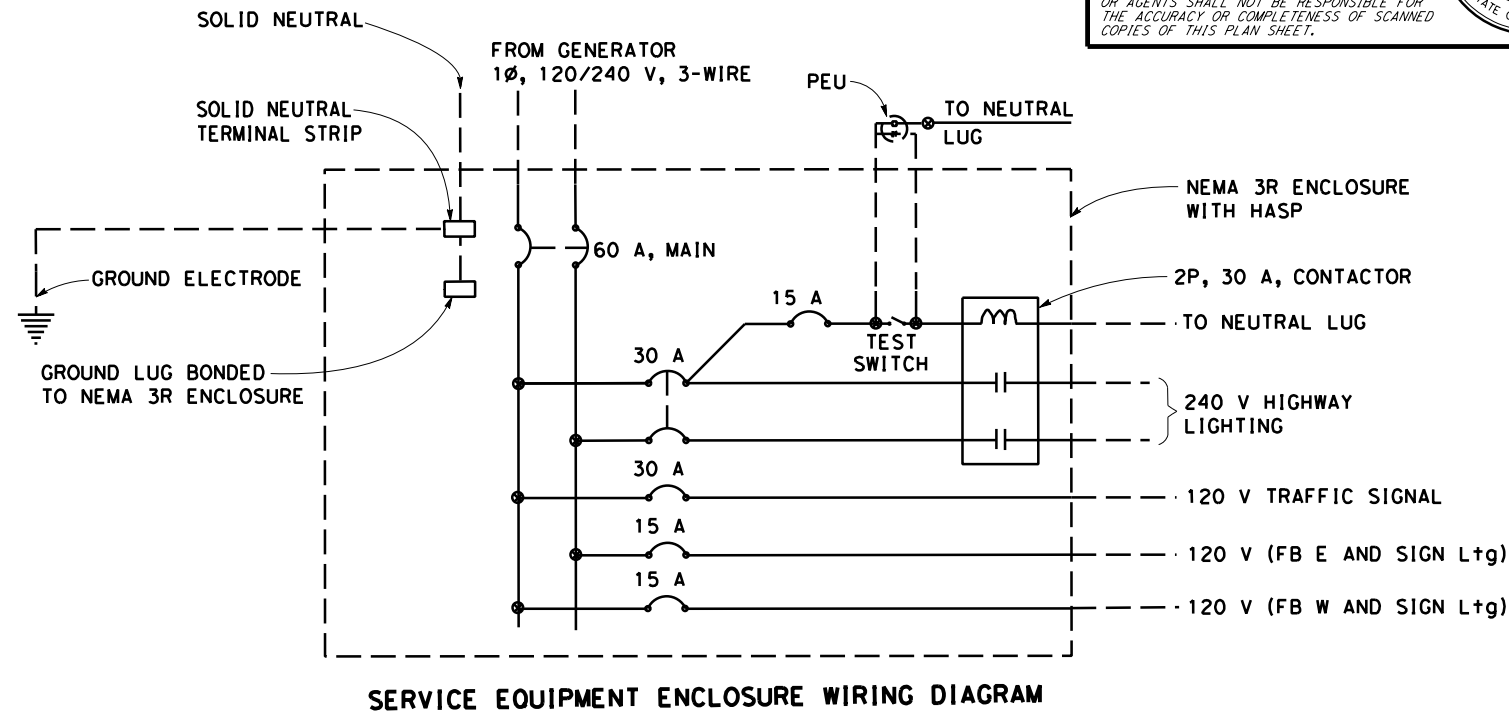 OR AGENTS SHALL NOT BE RESPONSIBLE FOR
THE ACCURACY OR COMPLETENESS OF SCANNED
COPIES OF THIS PLAN SHEET.
SOLID NEUTRAL
FROM GENERATOR
1Ø, 120/240 V, 3-WIRE
PEU
SOLID NEUTRAL
TERMINAL STRIP
TO NEUTRAL
LUG
NEMA 3R ENCLOSURE
WITH HASP
60 A, MAIN
GROUND ELECTRODE
2P, 30 A, CONTACTOR
15 A
TO NEUTRAL LUG
TEST
SWITCH
30 A
GROUND LUG BONDED
TO NEMA 3R ENCLOSURE
240 V HIGHWAY
LIGHTING
30 A
120 V TRAFFIC SIGNAL
15 A
120 V (FB E AND SIGN Ltg)
15 A
120 V (FB W AND SIGN Ltg)
SERVICE EQUIPMENT ENCLOSURE WIRING DIAGRAM